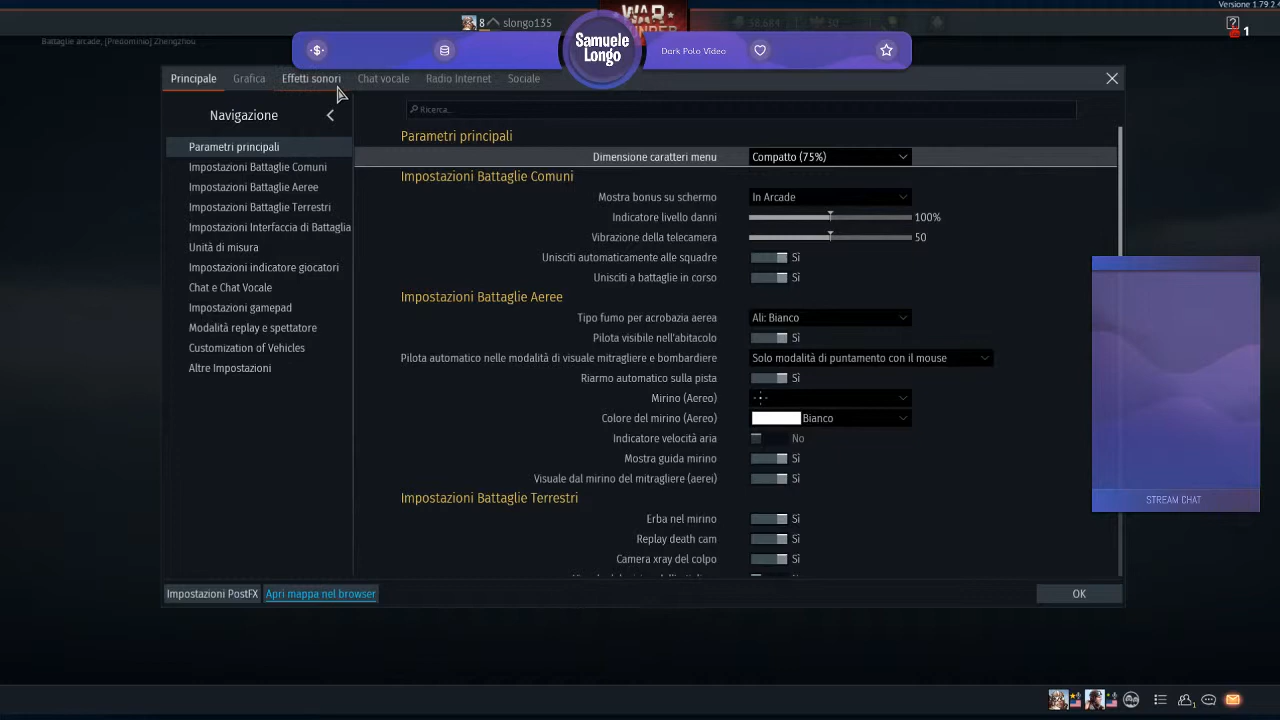 Versione 1.79.2
8 slongo135
WAR
58,684
1
Battaglie arcade, [Predominio] Zhengzhou
Samuele
Longo
Dark Polo Video
Principale Grafica Effetti sonori Chat vocale Radio Internet Sociale
Navigazione
Parametri principali
Impostazioni Battaglie Comuni
Impostazioni Battaglie Aeree
Impostazioni Battaglie Terrestri
Impostazioni Interfaccia di Battaglia
Unità di misura
Impostazioni indicatore giocatori
Chat e Chat Vocale
Impostazioni gamepad
Modalità replay e spettatore
Customization of Vehicles
Altre Impostazioni
Ricerca...
Parametri principali
Dimensione caratteri menu Compatto (75%)
Impostazioni Battaglie Comuni
Mostra bonus su schermo In Arcade
Indicatore livello danni 100%
Vibrazione della telecamera 50
Unisciti automaticamente alle squadre Sì
Unisciti a battaglie in corso Sì
Impostazioni Battaglie Aeree
Tipo fumo per acrobazia aerea Ali: Bianco
Pilota visibile nell'abitacolo Sì
Pilota automatico nelle modalità di visuale mitragliere e bombardiere Solo modalità di puntamento con il mouse
Riarmo automatico sulla pista Sì
Mirino (Aereo)
Colore del mirino (Aereo) Bianco
Indicatore velocità aria No
Mostra guida mirino Sì
Visuale dal mirino del mitragliere (aerei) Sì
Impostazioni Battaglie Terrestri
Erba nel mirino Sì
Replay death cam Sì
Camera xray del colpo Sì
STREAM CHAT
Impostazioni PostFX Apri mappa nel browser OK
1